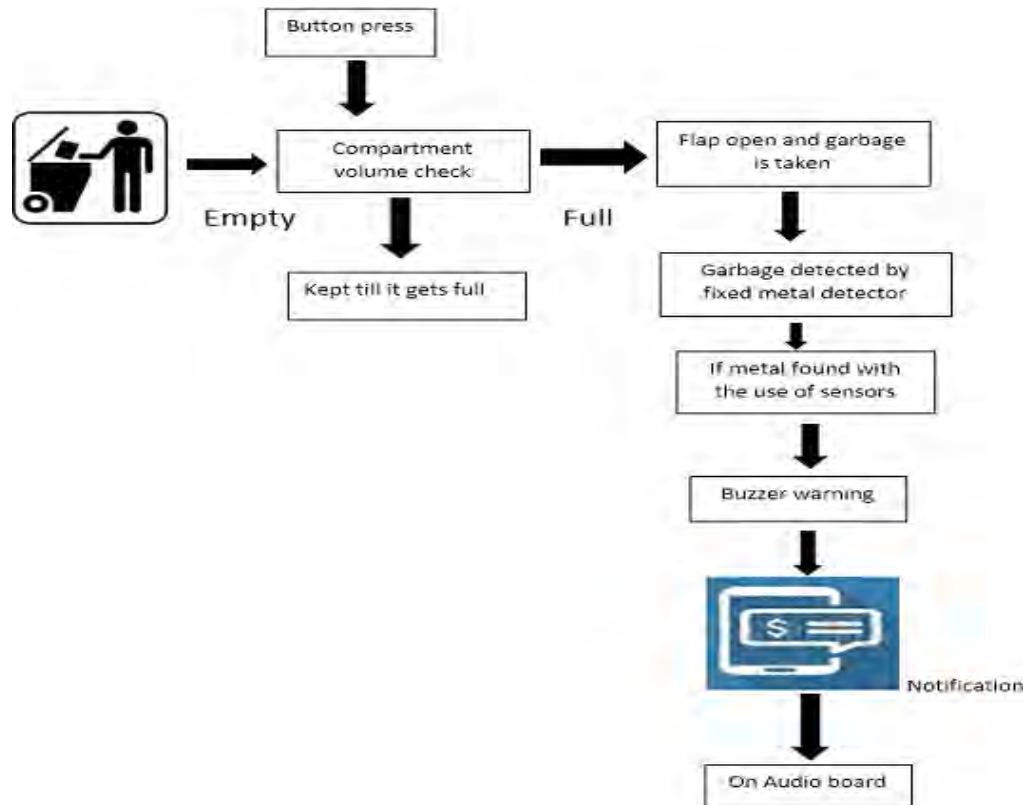 Button press
Compartment
volume check
Flap open and garbage
is taken
Empty
Full
Kept till it gets full
Garbage detected by
fixed metal detector
If metal found with
the use of sensors
Buzzer warning
$
Notification
On Audio board